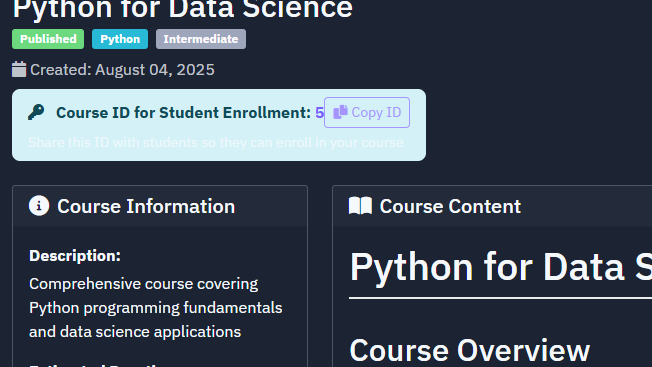 Python for Data Science
Published Python Intermediate
Created: August 04, 2025
Course ID for Student Enrollment: 5 Copy ID
Share this ID with students so they can enroll in your course
Course Information
Description:
Comprehensive course covering
Python programming fundamentals
and data science applications
Course Content
Python for Data S
Course Overview